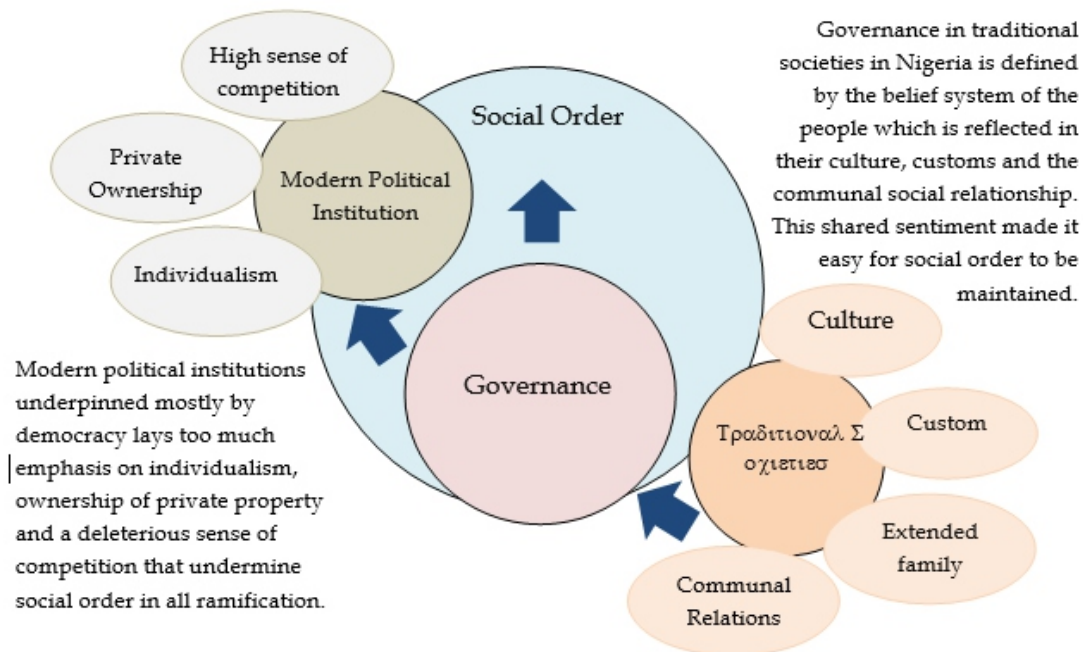 High sense of
competition
Private
Ownership
Individualism
Modern Political
Institution
Social Order
Governance
Governance in traditional
societies in Nigeria is defined
by the belief system of the
people which is reflected in
their culture, customs and the
communal social relationship.
This shared sentiment made it
easy for social order to be
maintained.
Culture
Custom
Τραδιτιοναλ Σ
οχιετιεσ
Extended
family
Communal
Relations
Modern political institutions
underpinned mostly by
democracy lays too much
emphasis on individualism,
ownership of private property
and a deleterious sense of
competition that undermine
social order in all ramification.